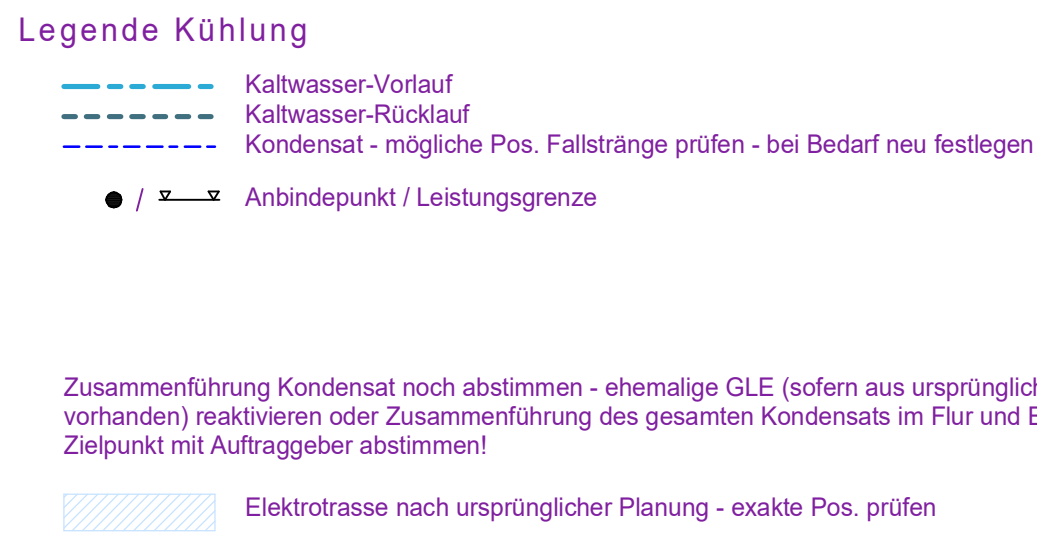 Legende Kühlung
Kaltwasser-Vorlauf
Kaltwasser-Rücklauf
Kondensat - mögliche Pos. Fallstränge prüfen - bei Bedarf neu festlegen
/ Anbindepunkt / Leistungsgrenze
Zusammenführung Kondensat noch abstimmen - ehemalige GLE (sofern aus
vorhanden) reaktivieren oder Zusammenführung des gesamten Kondensats im Flur und
Zielpunkt mit Auftraggeber abstimmen!
Elektrotrasse nach ursprünglicher Planung - exakte Pos. prüfen